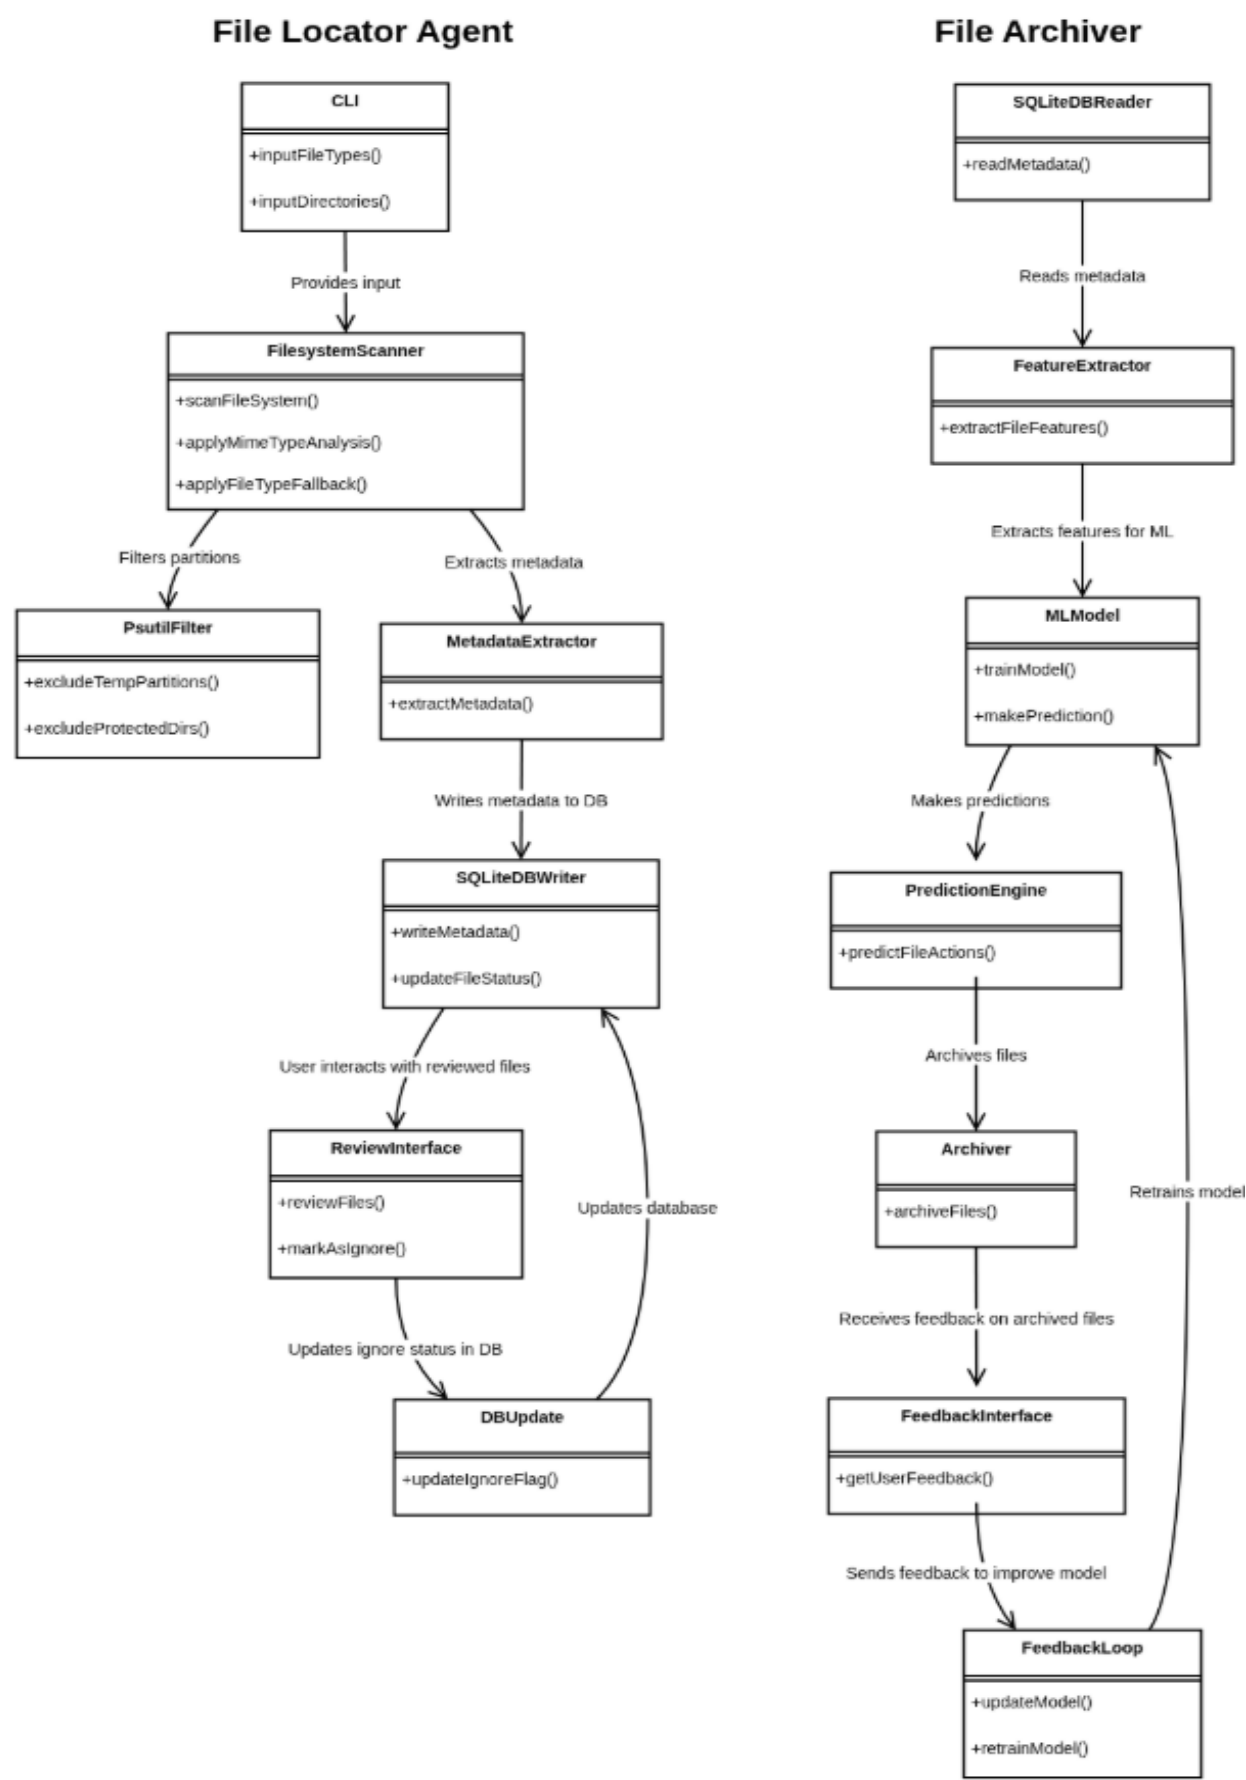 File Locator Agent
CLI
+inputFileTypes()
+inputDirectories()
Provides input
FilesystemScanner
+scanFileSystem()
+applyMimeTypeAnalysis()
+applyFileTypeFallback()
Filters partitions
Extracts metadata
PsutilFilter
+excludeTempPartitions()
+excludeProtectedDirs()
MetadataExtractor
+extractMetadata()
Writes metadata to DB
SQLiteDBWriter
+writeMetadata()
+updateFileStatus()
User interacts with reviewed files
ReviewInterface
+reviewFiles()
+markAsIgnore()
Updates database
Updates ignore status in DB
DBUpdate
+updateIgnoreFlag()
File Archiver
SQLiteDBReader
+readMetadata()
Reads metadata
FeatureExtractor
+extractFileFeatures()
Extracts features for ML
MLModel
+trainModel()
+makePrediction()
Makes predictions
PredictionEngine
+predictFileActions()
Archives files
Archiver
+archiveFiles()
Retrains model
Receives feedback on archived files
FeedbackInterface
+getUserFeedback()
Sends feedback to improve model
FeedbackLoop
+updateModel()
+retrainModel()